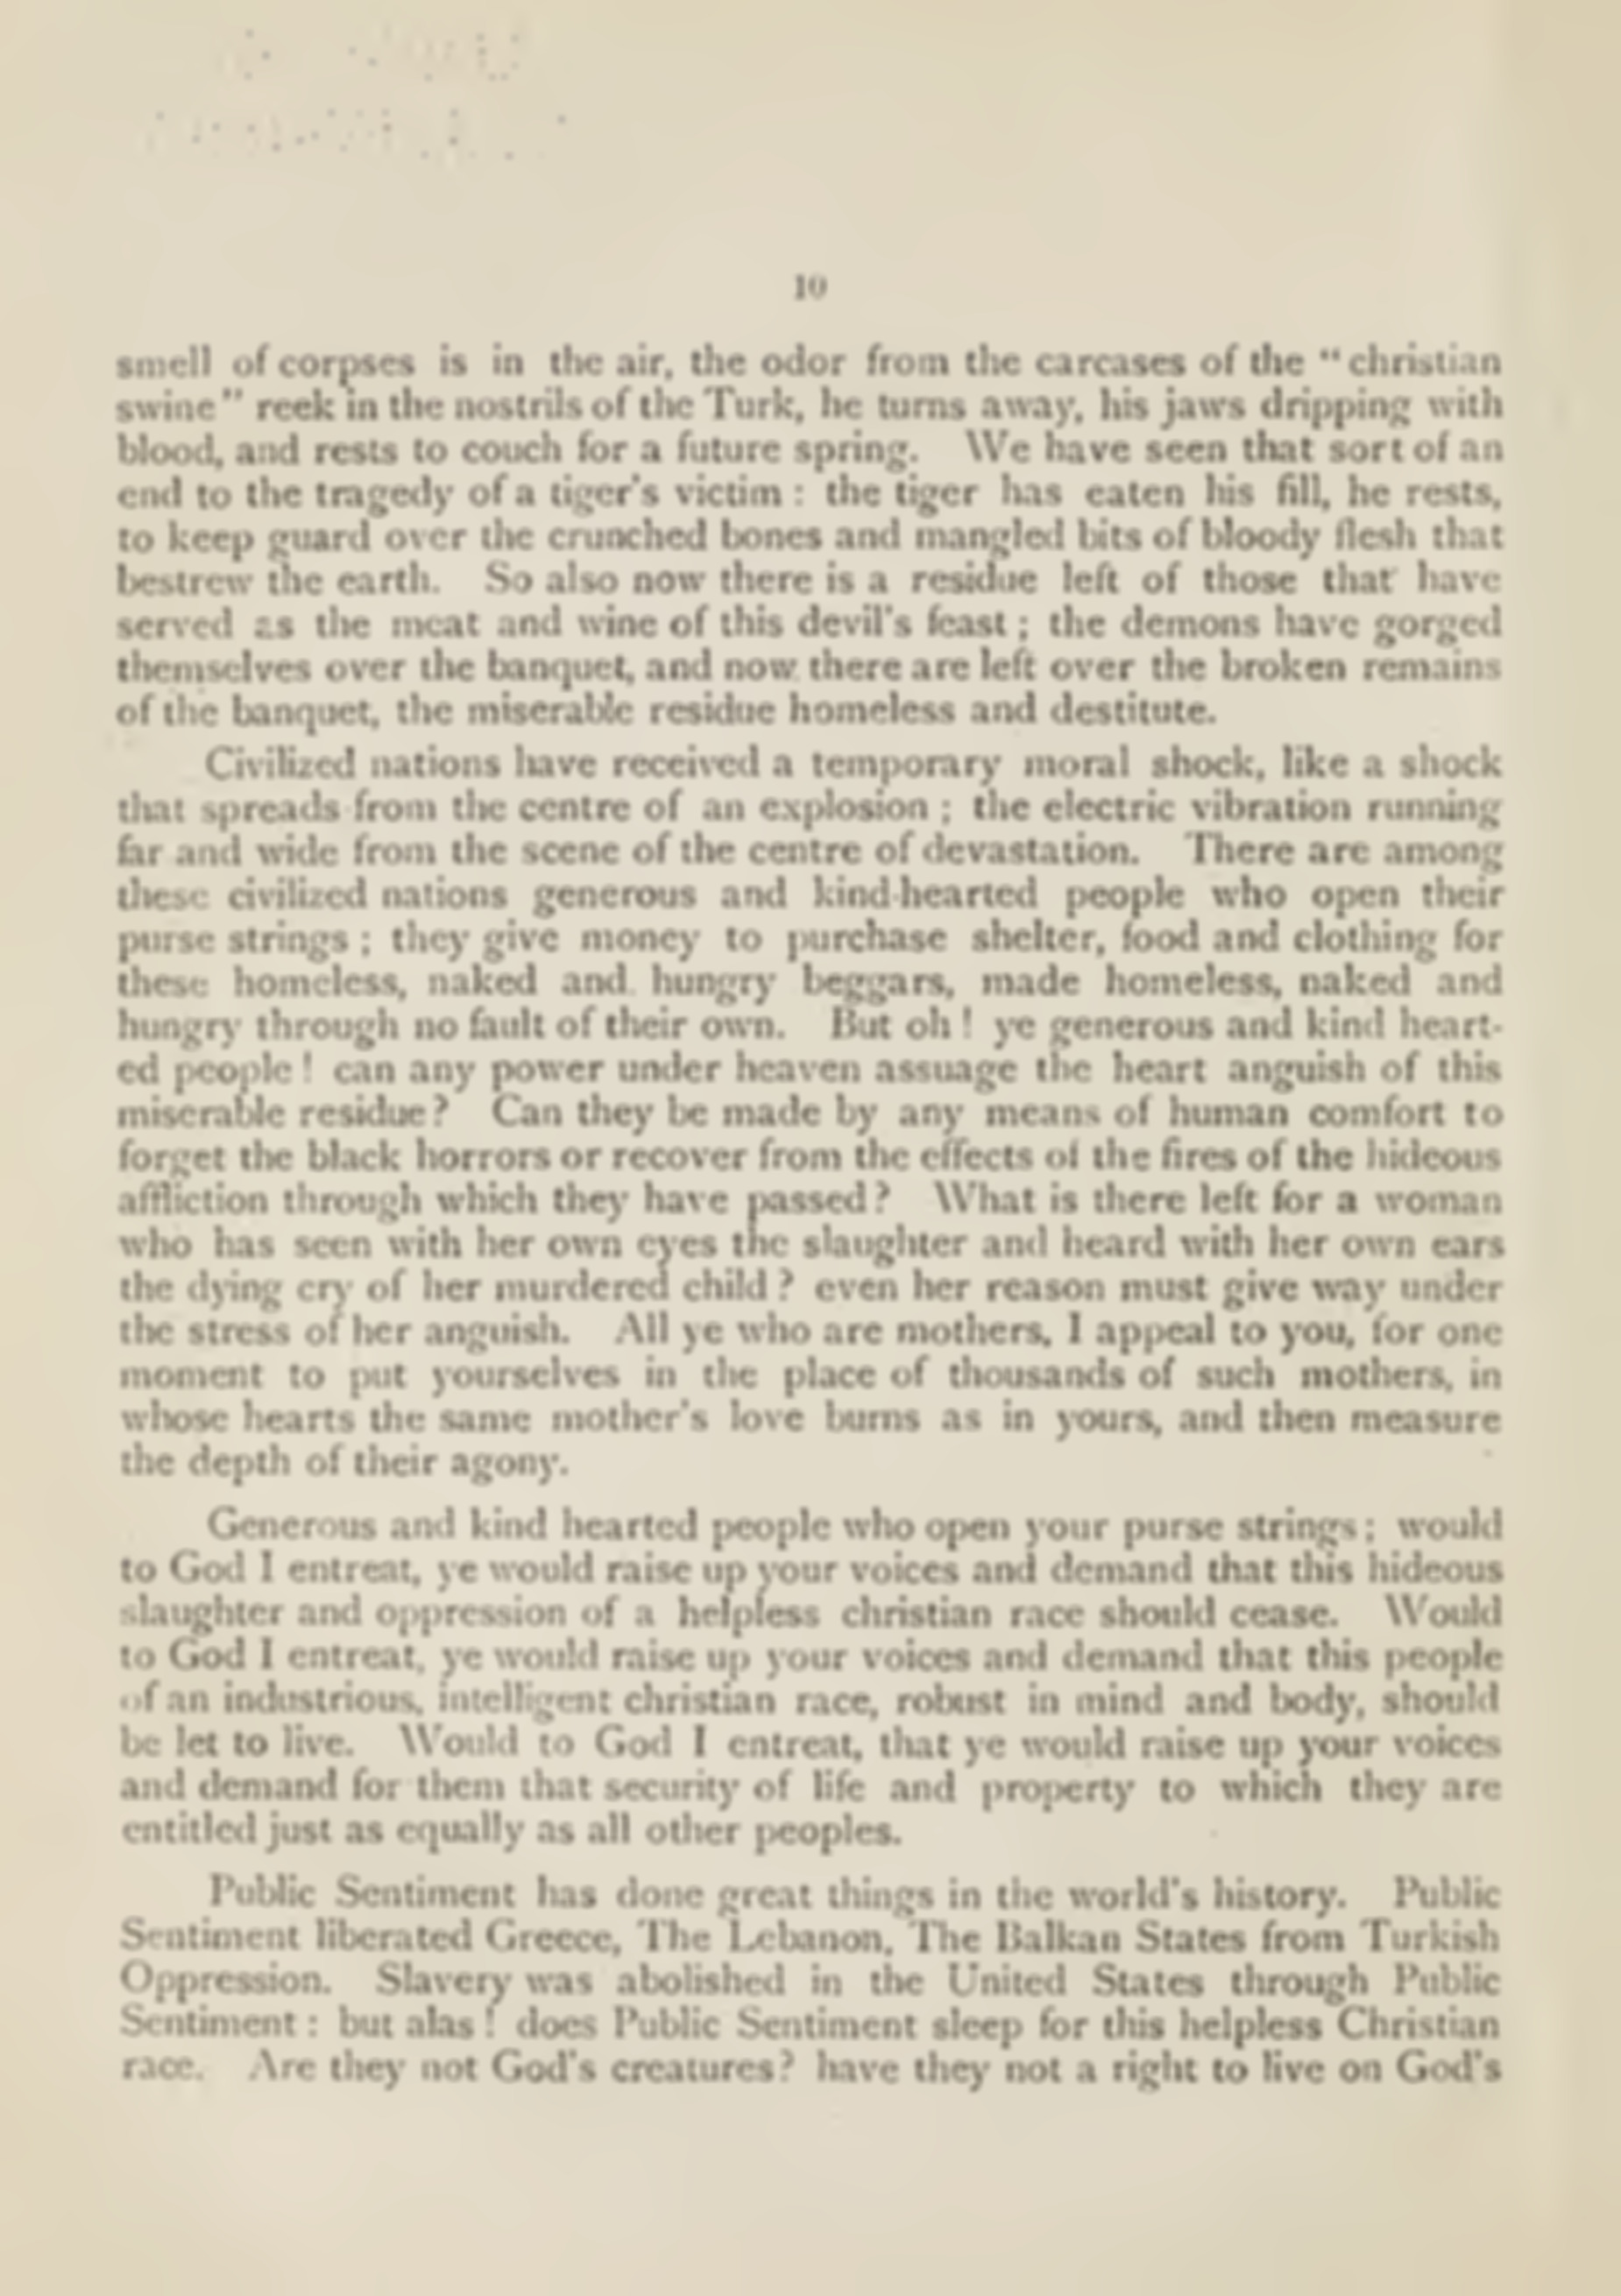 10
smell of corpses is in the air, the odor from the carcases of the “christian
swine” reek in the nostrils of the Turk, he turns away, his jaws dripping with
blood, and rests to couch for a future spring. We have seen that sort of an
end to the tragedy of a tiger's victim : the tiger has eaten his fill, he rests,
to keep guard over the crunched bones and mangled bits of bloody flesh that
bestrew the earth. So also now there is a residue left of those that have
served as the meat and wine of this devil's feast ; the demons have gorged
themselves over the banquet, and now there are left over the broken remains
of the banquet, the miserable residue homeless and destitute.
Civilized nations have received a temporary moral shock, like a shock
that spreads from the centre of an explosion ; the electric vibration running
far and wide from the scene of the centre of devastation. There are among
these civilized nations generous and kind-hearted people who open their
purse strings ; they give money to purchase shelter, food and clothing for
these homeless, naked and hungry beggars, made homeless, naked and
hungry through no fault of their own. But oh ! ye generous and kind heart-
ed people ! can any power under heaven assuage the heart anguish of this
miserable residue ? Can they be made by any means of human comfort to
forget the black horrors or recover from the effects of the fires of the hideous
affliction through which they have passed ? What is there left for a woman
who has seen with her own eyes the slaughter and heard with her own ears
the dying cry of her murdered child ? even her reason must give way under
the stress of her anguish. All ye who are mothers, I appeal to you, for one
moment to put yourselves in the place of thousands of such mothers, in
whose hearts the same mother's love burns as in yours, and then measure
the depth of their agony.
Generous and kind hearted people who open your purse strings ; would
to God I entreat, ye would raise up your voices and demand that this hideous
slaughter and oppression of a helpless christian race should cease. Would
to God I entreat, ye would raise up your voices and demand that this people
of an industrious, intelligent christian race, robust in mind and body, should
be let to live. Would to God I entreat, that ye would raise up your voices
and demand for them that security of life and property to which they are
entitled just as equally as all other peoples.
Public Sentiment has done great things in the world's history. Public
Sentiment liberated Greece, The Lebanon, The Balkan States from Turkish
Oppression. Slavery was abolished in the United States through Public
Sentiment : but alas ! does Public Sentiment sleep for this helpless Christian
race. Are they not God's creatures ? have they not a right to live on God's